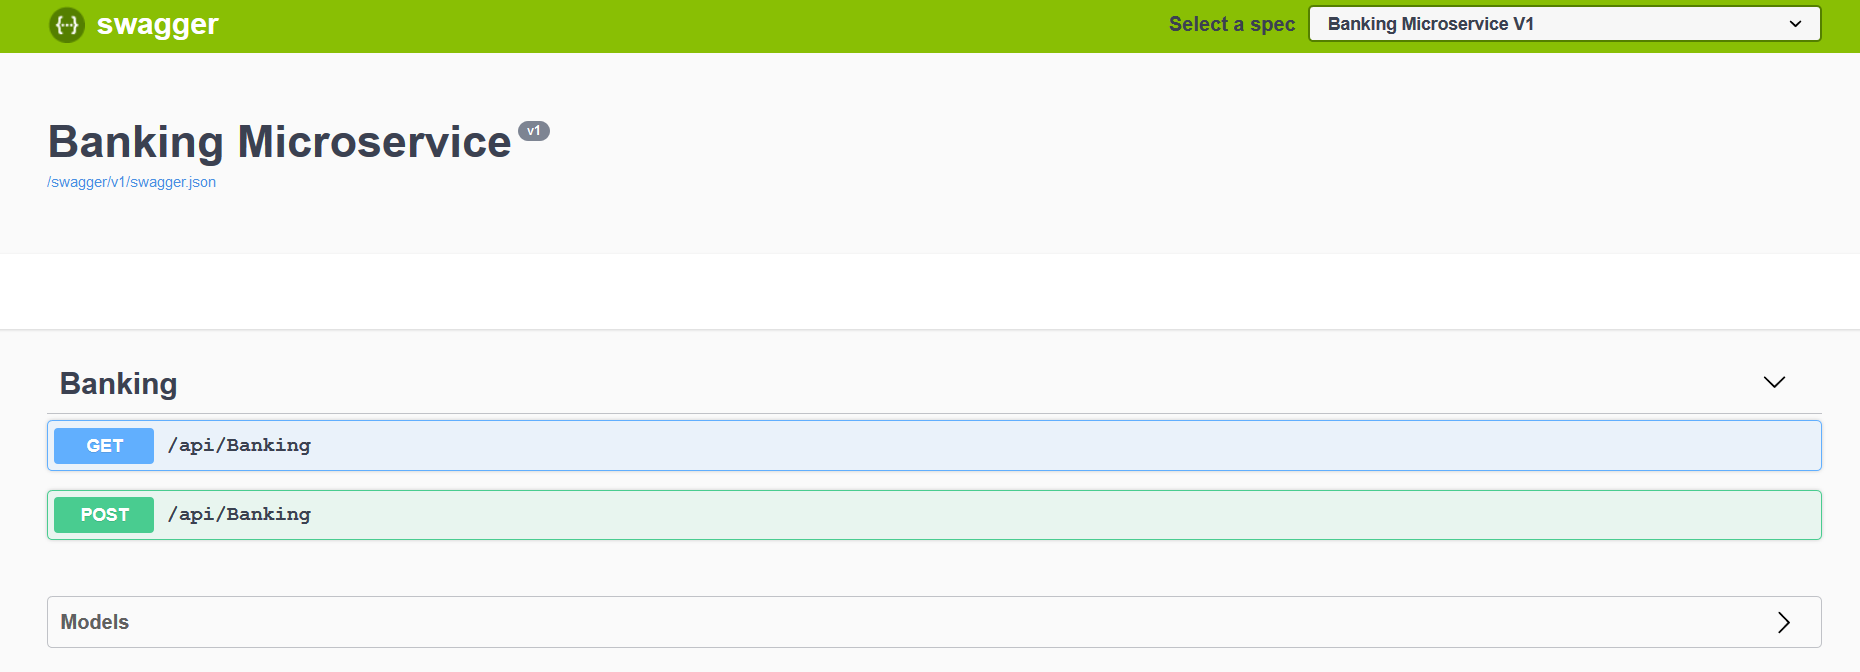 {···} swagger
Select a spec Banking Microservice V1
Banking Microservice v1
/swagger/v1/swagger.json
Banking
GET /api/Banking
POST /api/Banking
Models